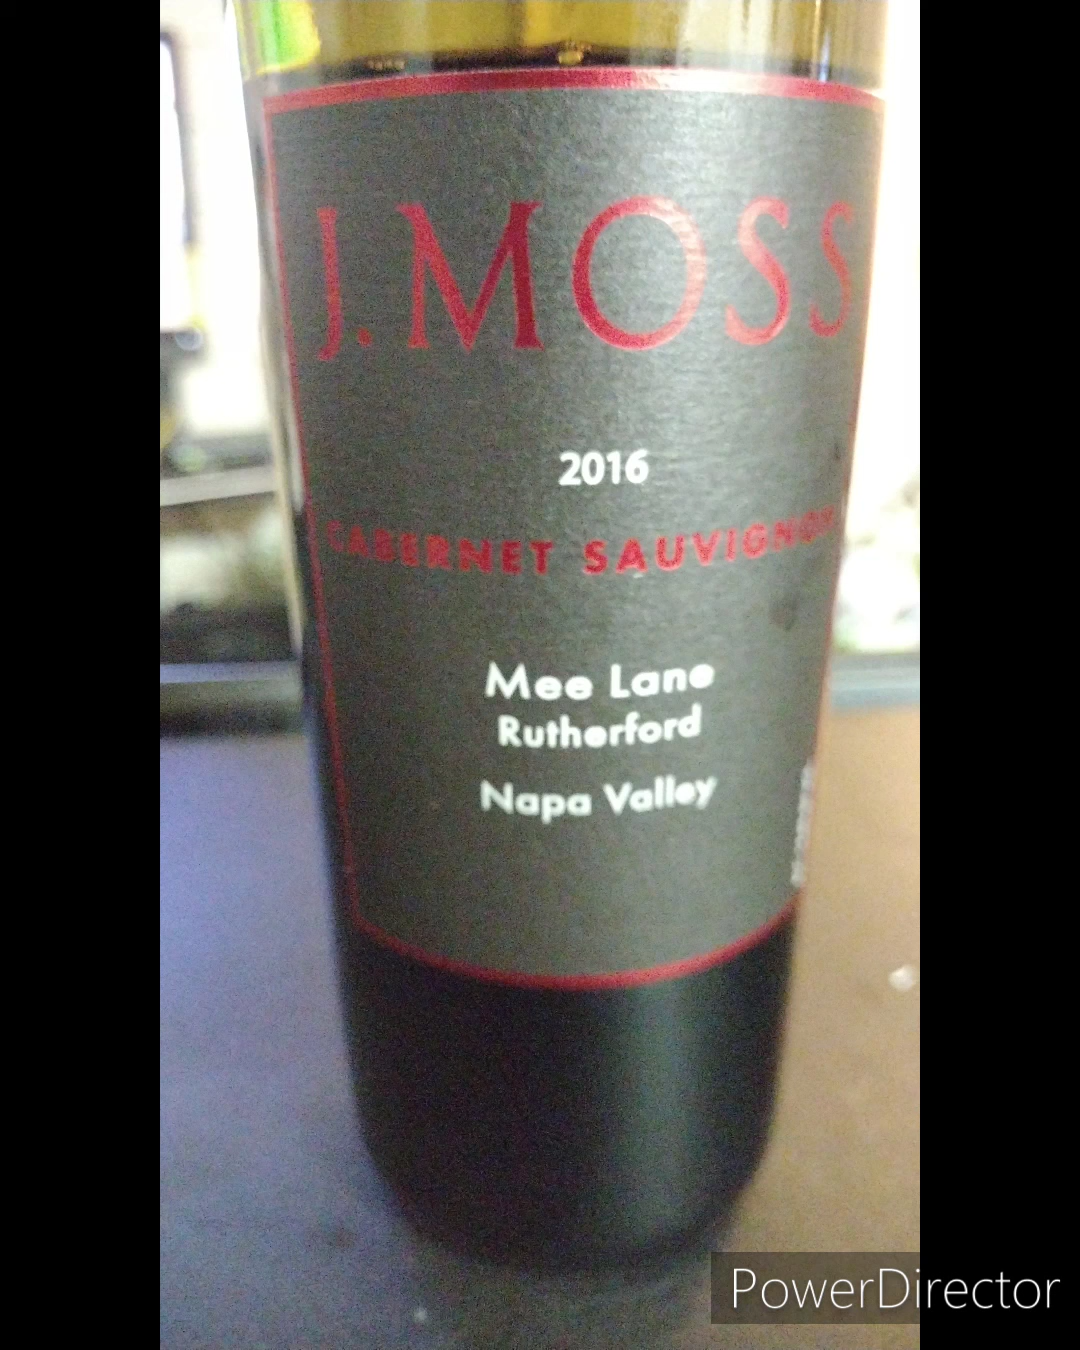 J. MOSS
2016
CABERNET SAUVIGNON
Mee Lane
Rutherford
Napa Valley
PowerDirector